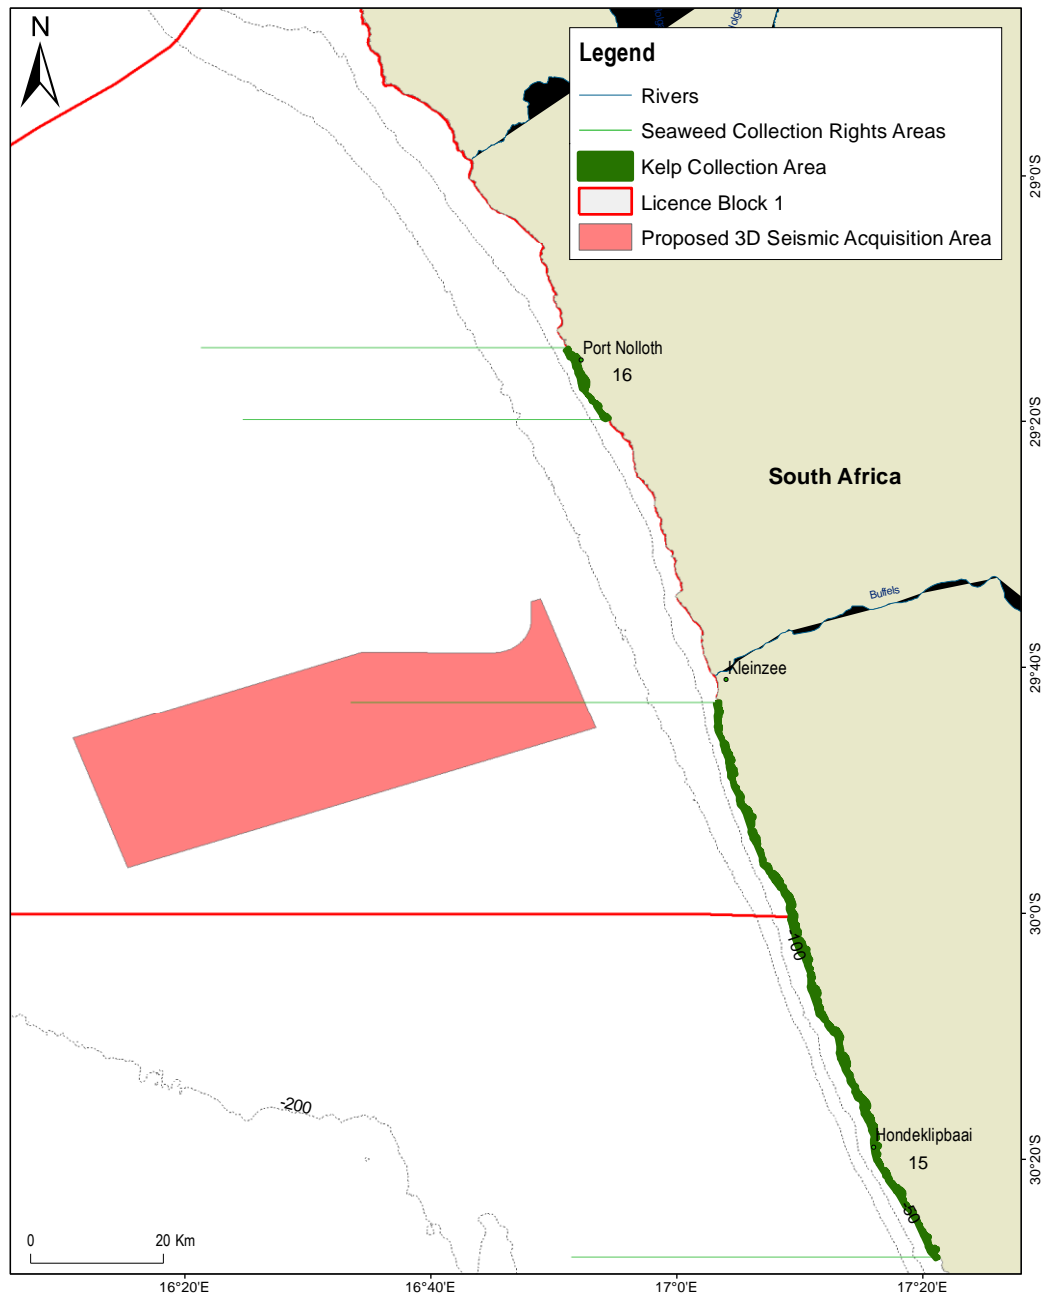 N
Legend
Rivers
Seaweed Collection Rights Areas
Kelp Collection Area
Licence Block 1
Proposed 3D Seismic Acquisition Area
29°0'S
Port Nolloth
16
29°20'S
South Africa
Buffels
29°40'S
Kleinzee
30°0'S
-100
-200
Hondeklipbaai
15
30°20'S
-50
0 20 Km
16°20'E 16°40'E 17°0'E 17°20'E